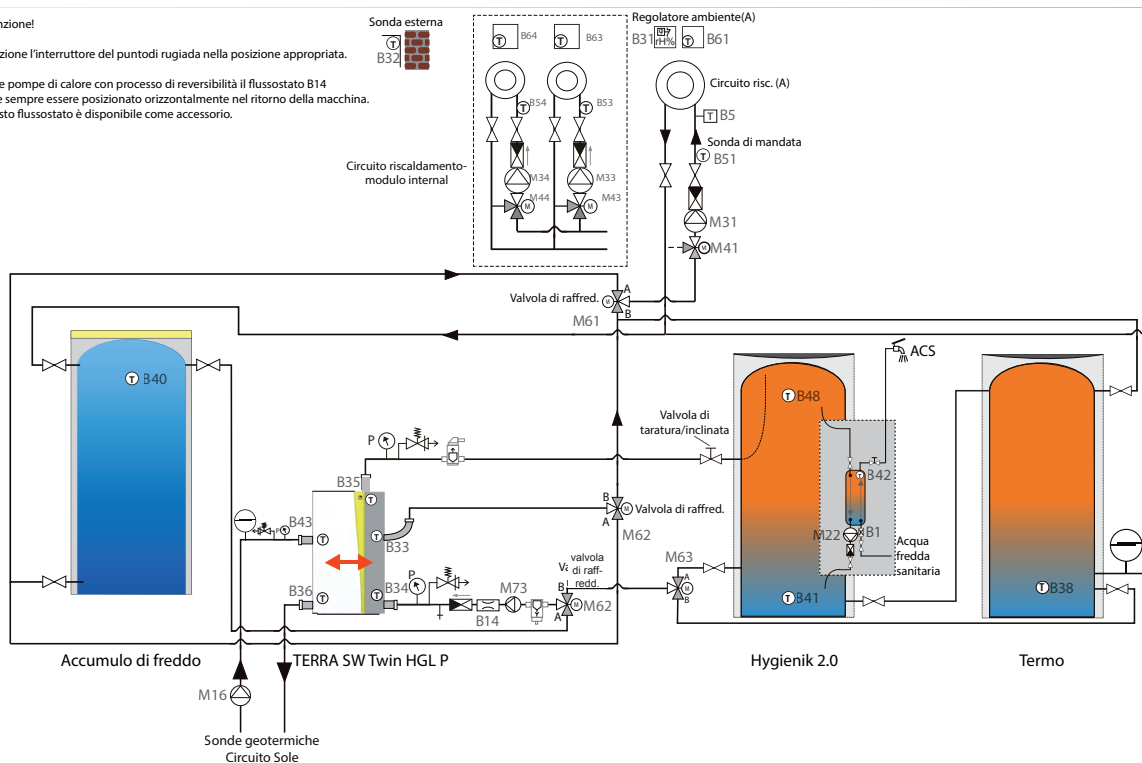 nzione!
zione l'interruttore del puntodi rugiada nella posizione appropriata.
e pompe di calore con processo di reversibilità il flussostato B14
e sempre essere posizionato orizzontalmente nel ritorno della macchina.
sto flussostato è disponibile come accessorio.
Sonda esterna
T
B32
T
B64
T
B63
Regolatore ambiente(A)
B31
rH%
T
B61
Circuito risc. (A)
T
B54
T
B53
T
B5
Sonda di mandata
T
B51
Circuito riscaldamento-
modulo internal
M34
M33
M31
M44
M
M43
M
M41
M
Valvola di raffred.
M
A
B
M61
T
B40
ACS
T
B48
Valvola di
taratura/inclinata
P
B35
T
T
B42
B
A
M
Valvola di raffred.
M62
B43
P
T
T
B33
M22
B1
Acqua
fredda
sanitaria
M63
valvola
di raff-
redd.
P
B36
T
T
B34
P
M73
B14
B
A
M
M62
A
M
B
T
B41
T
B38
Accumulo di freddo
TERRA SW Twin HGL P
Hygienik 2.0
Termo
M16
Sonde geotermiche
Circuito Sole